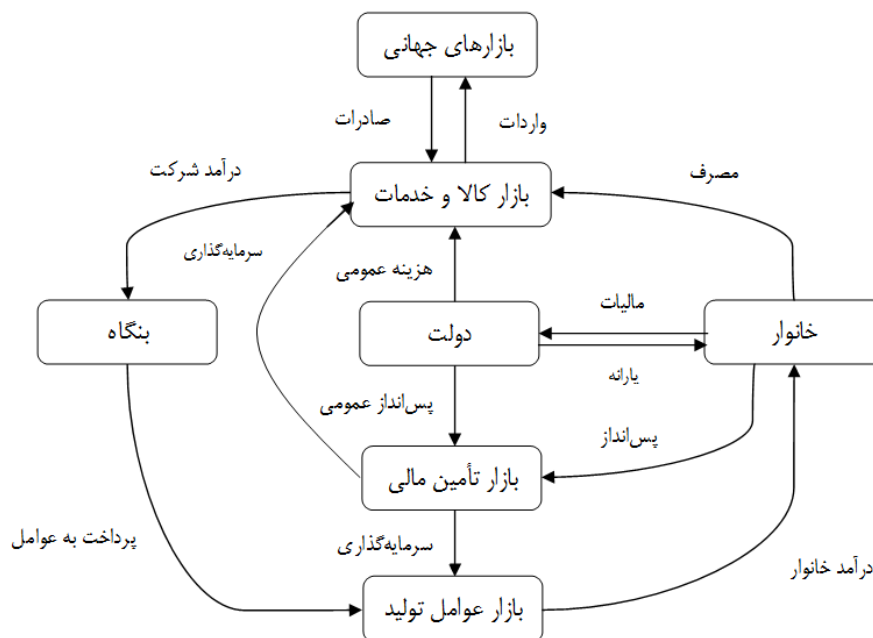 بازارهای جهانی
صادرات
واردات
درآمد شرکت
مصرف
بازار کالا و خدمات
سرمایه‌گذاری
هزینه عمومی
مالیات
بنگاه
دولت
خانوار
یارانه
پس‌انداز عمومی
پس‌انداز
بازار تأمین مالی
پرداخت به عوامل
سرمایه‌گذاری
درآمد خانوار
بازار عوامل تولید